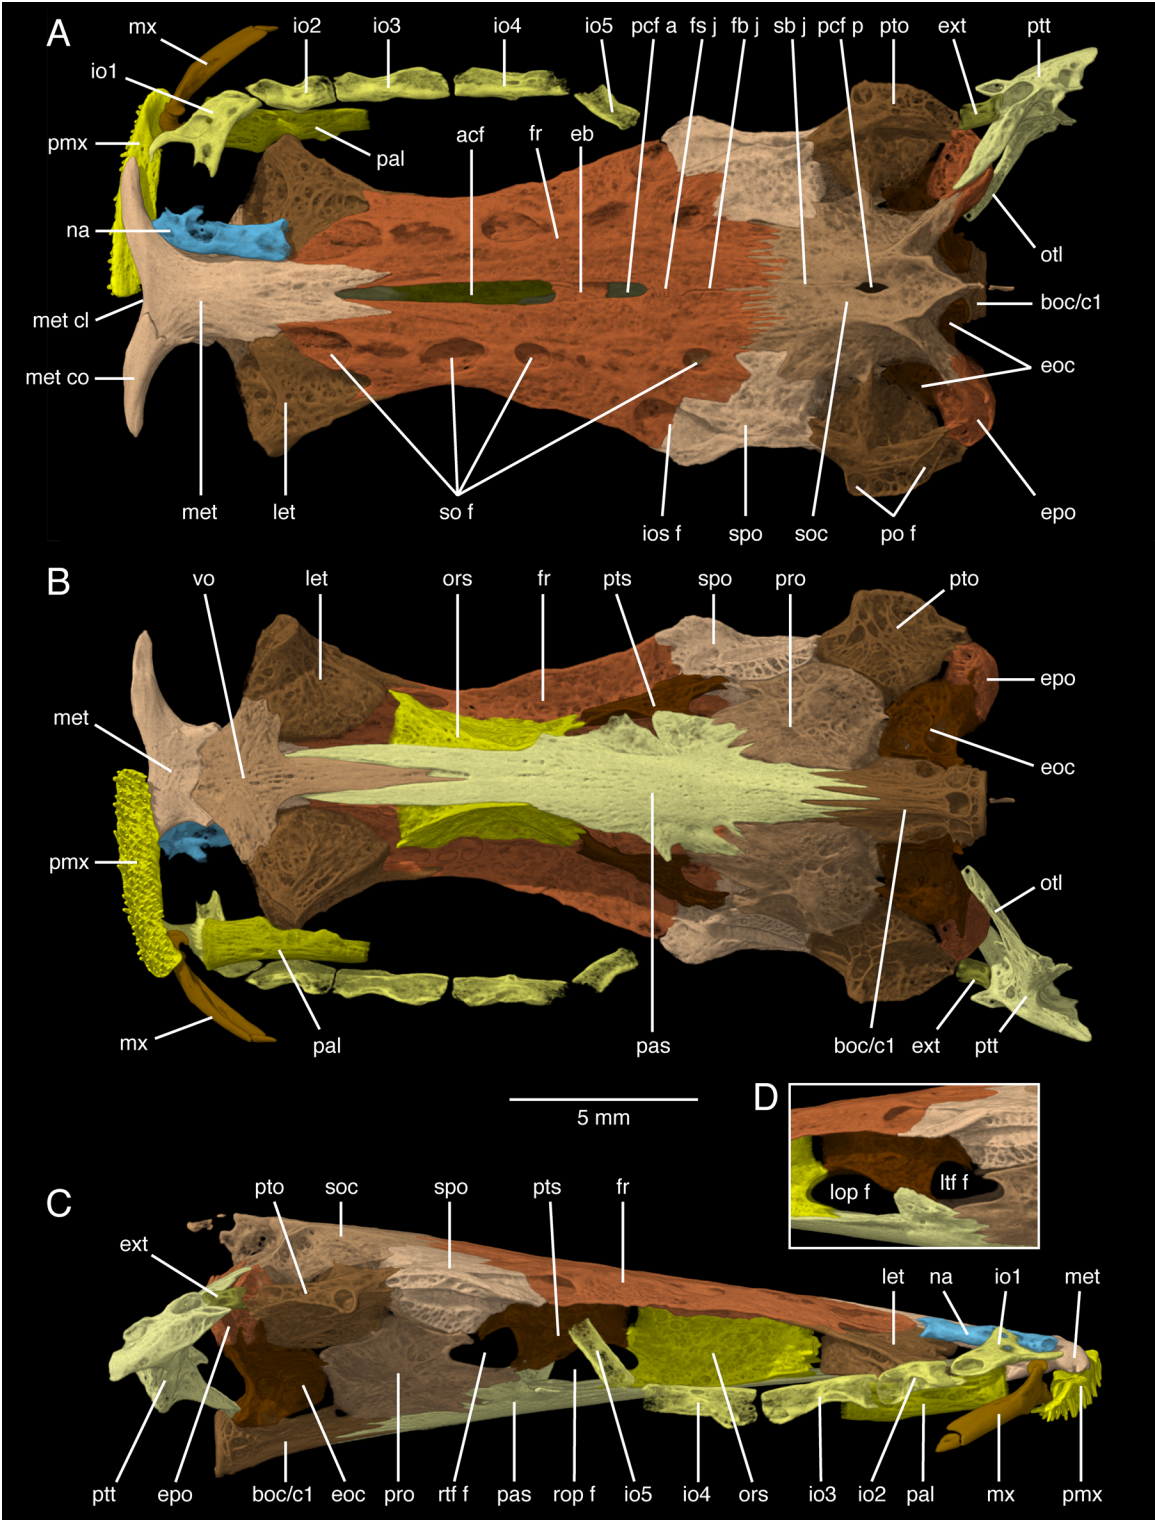 A
mx
io2
io3
io4
io5
pcf a
fs j
fb j
sb j
pcf p
pto
ext
ptt
io1
pmx
acf
fr
eb
pal
na
otl
met cl
boc/c1
met co
eoc
met
let
so f
ios f
spo
soc
po f
epo
B
vo
let
ors
fr
pts
spo
pro
pto
met
epo
eoc
pmx
otl
mx
pal
pas
boc/c1
ext
ptt
5 mm
D
lop f
ltf f
C
pto
soc
spo
pts
fr
ext
let
na
io1
met
ptt
epo
boc/c1
eoc
pro
rtf f
pas
rop f
io5
io4
ors
io3
io2
pal
mx
pmx